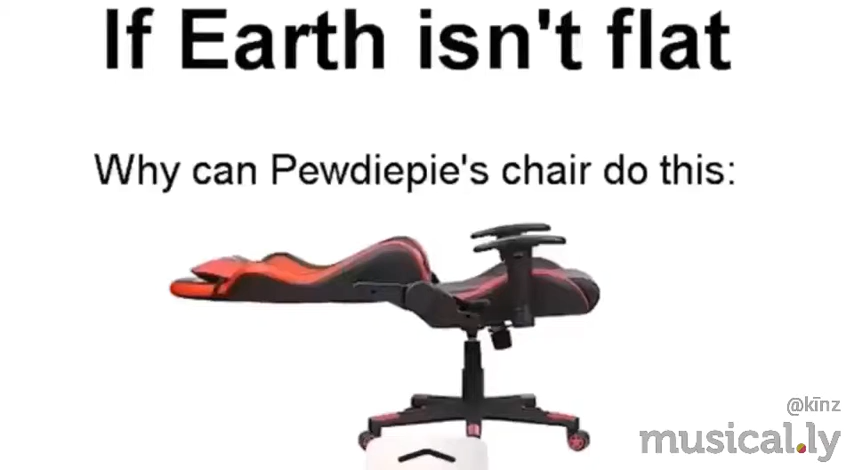 If Earth isn't flat
Why can Pewdiepie's chair do this:
@kīnz
musical.ly